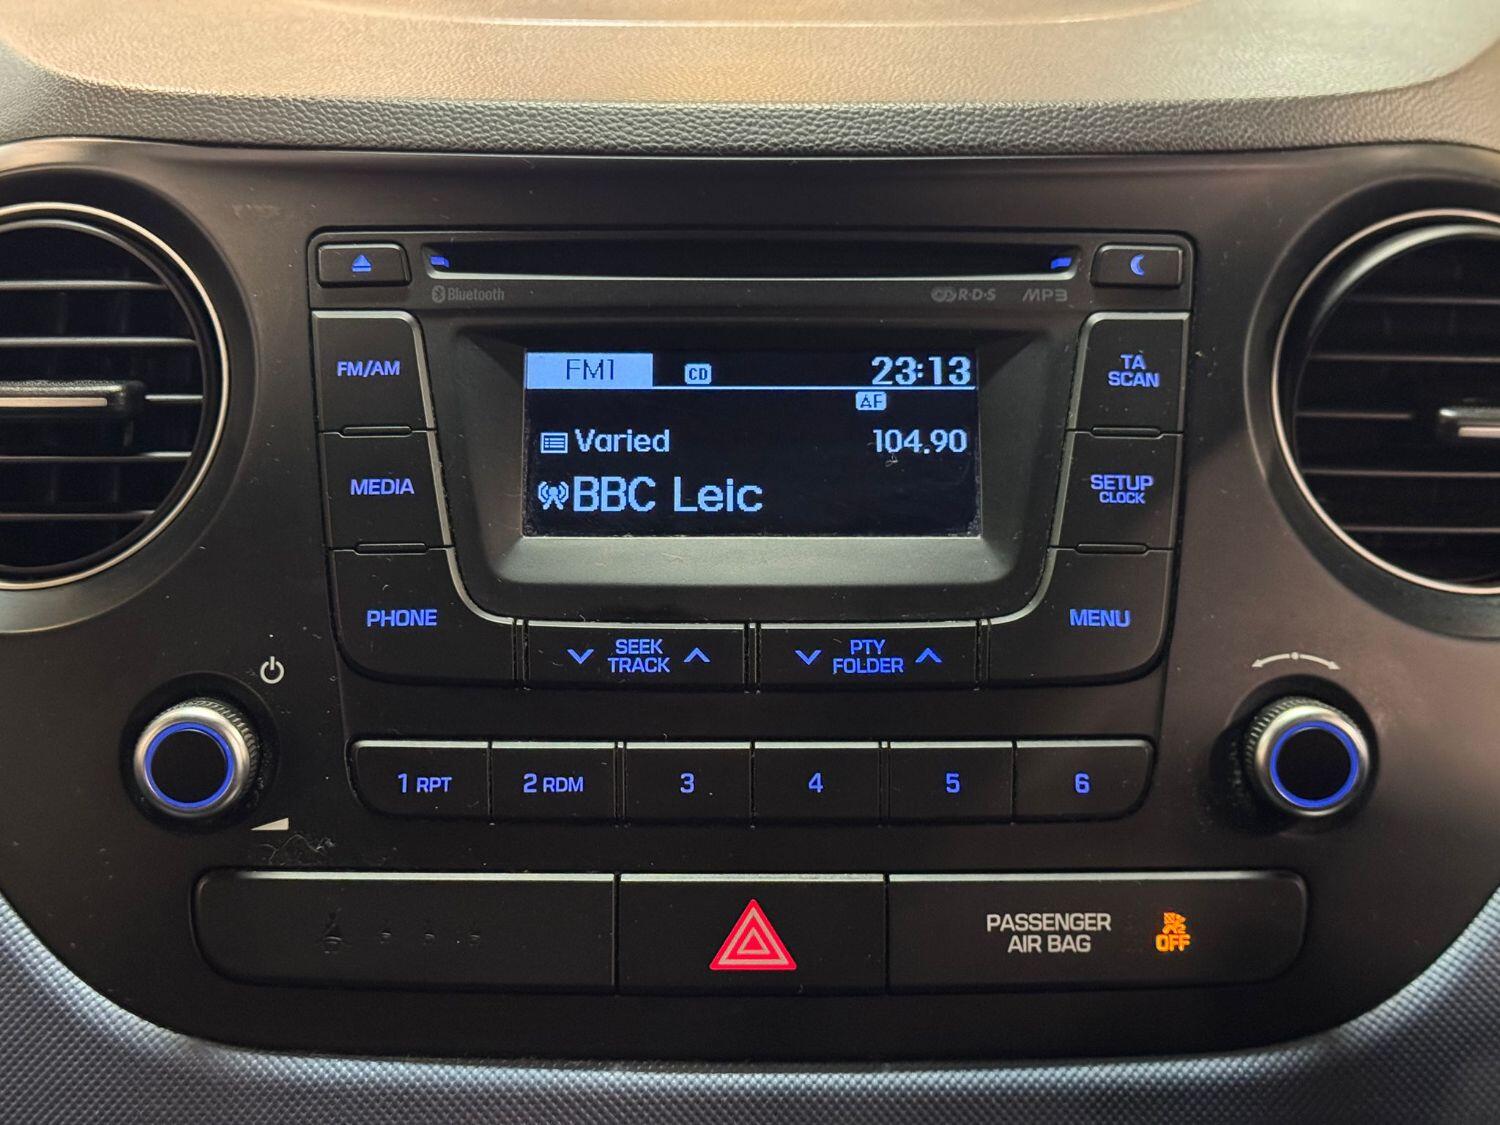 Bluetooth
R·D·S
MP3
FM/AM
FM1
CD
23:13
TA
SCAN
AF
Varied
104.90
MEDIA
BBC Leic
SETUP
CLOCK
PHONE
SEEK
TRACK
PTY
FOLDER
MENU
1 RPT
2 RDM
3
4
5
6
PASSENGER
AIR BAG
OFF